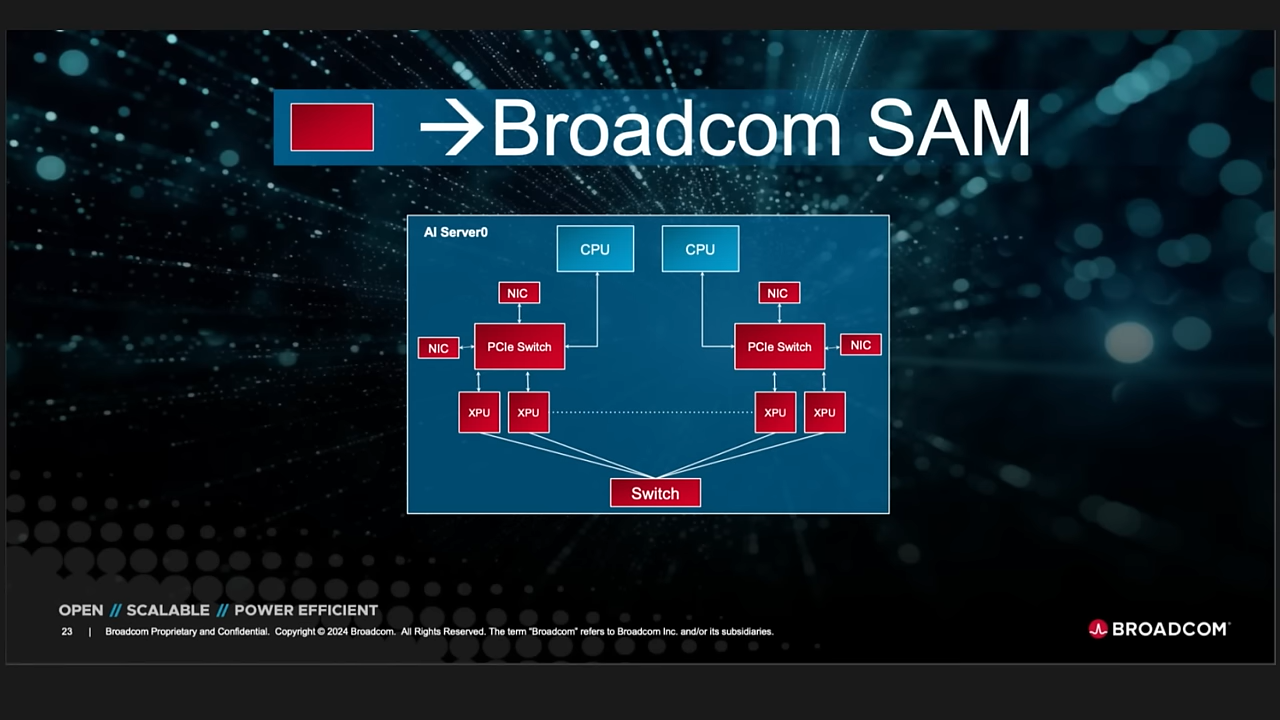 →Broadcom SAM
AI Server0
CPU CPU
NIC NIC
NIC PCIe Switch PCIe Switch NIC
XPU XPU XPU XPU
Switch
OPEN // SCALABLE // POWER EFFICIENT
23 | Broadcom Proprietary and Confidential. Copyright © 2024 Broadcom. All Rights Reserved. The term "Broadcom" refers to Broadcom Inc. and/or its subsidiaries.
BROADCOM®